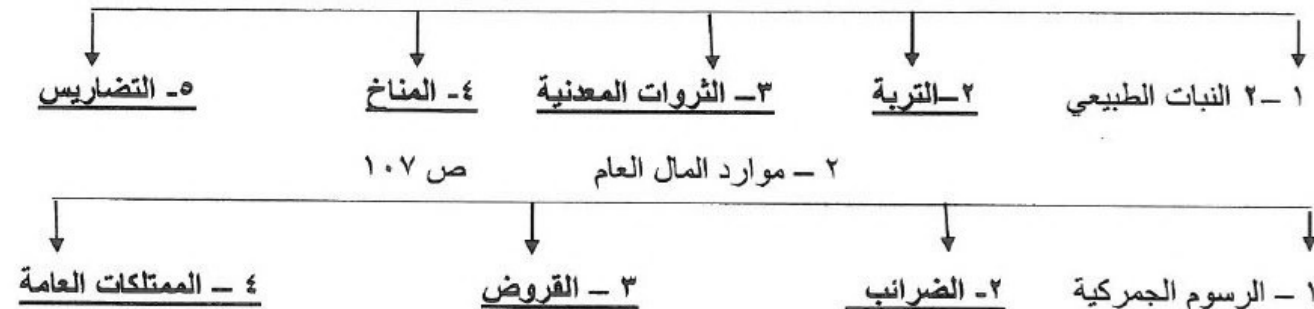 ١ –٢ النبات الطبيعي ٢–التربة ٣– الثروات المعدنية ٤- المناخ ٥- التضاريس
٢ – موارد المال العام ص ١٠٧
١ – الرسوم الجمركية ٢- الضرائب ٣ – القروض ٤ – الممتلكات العامة